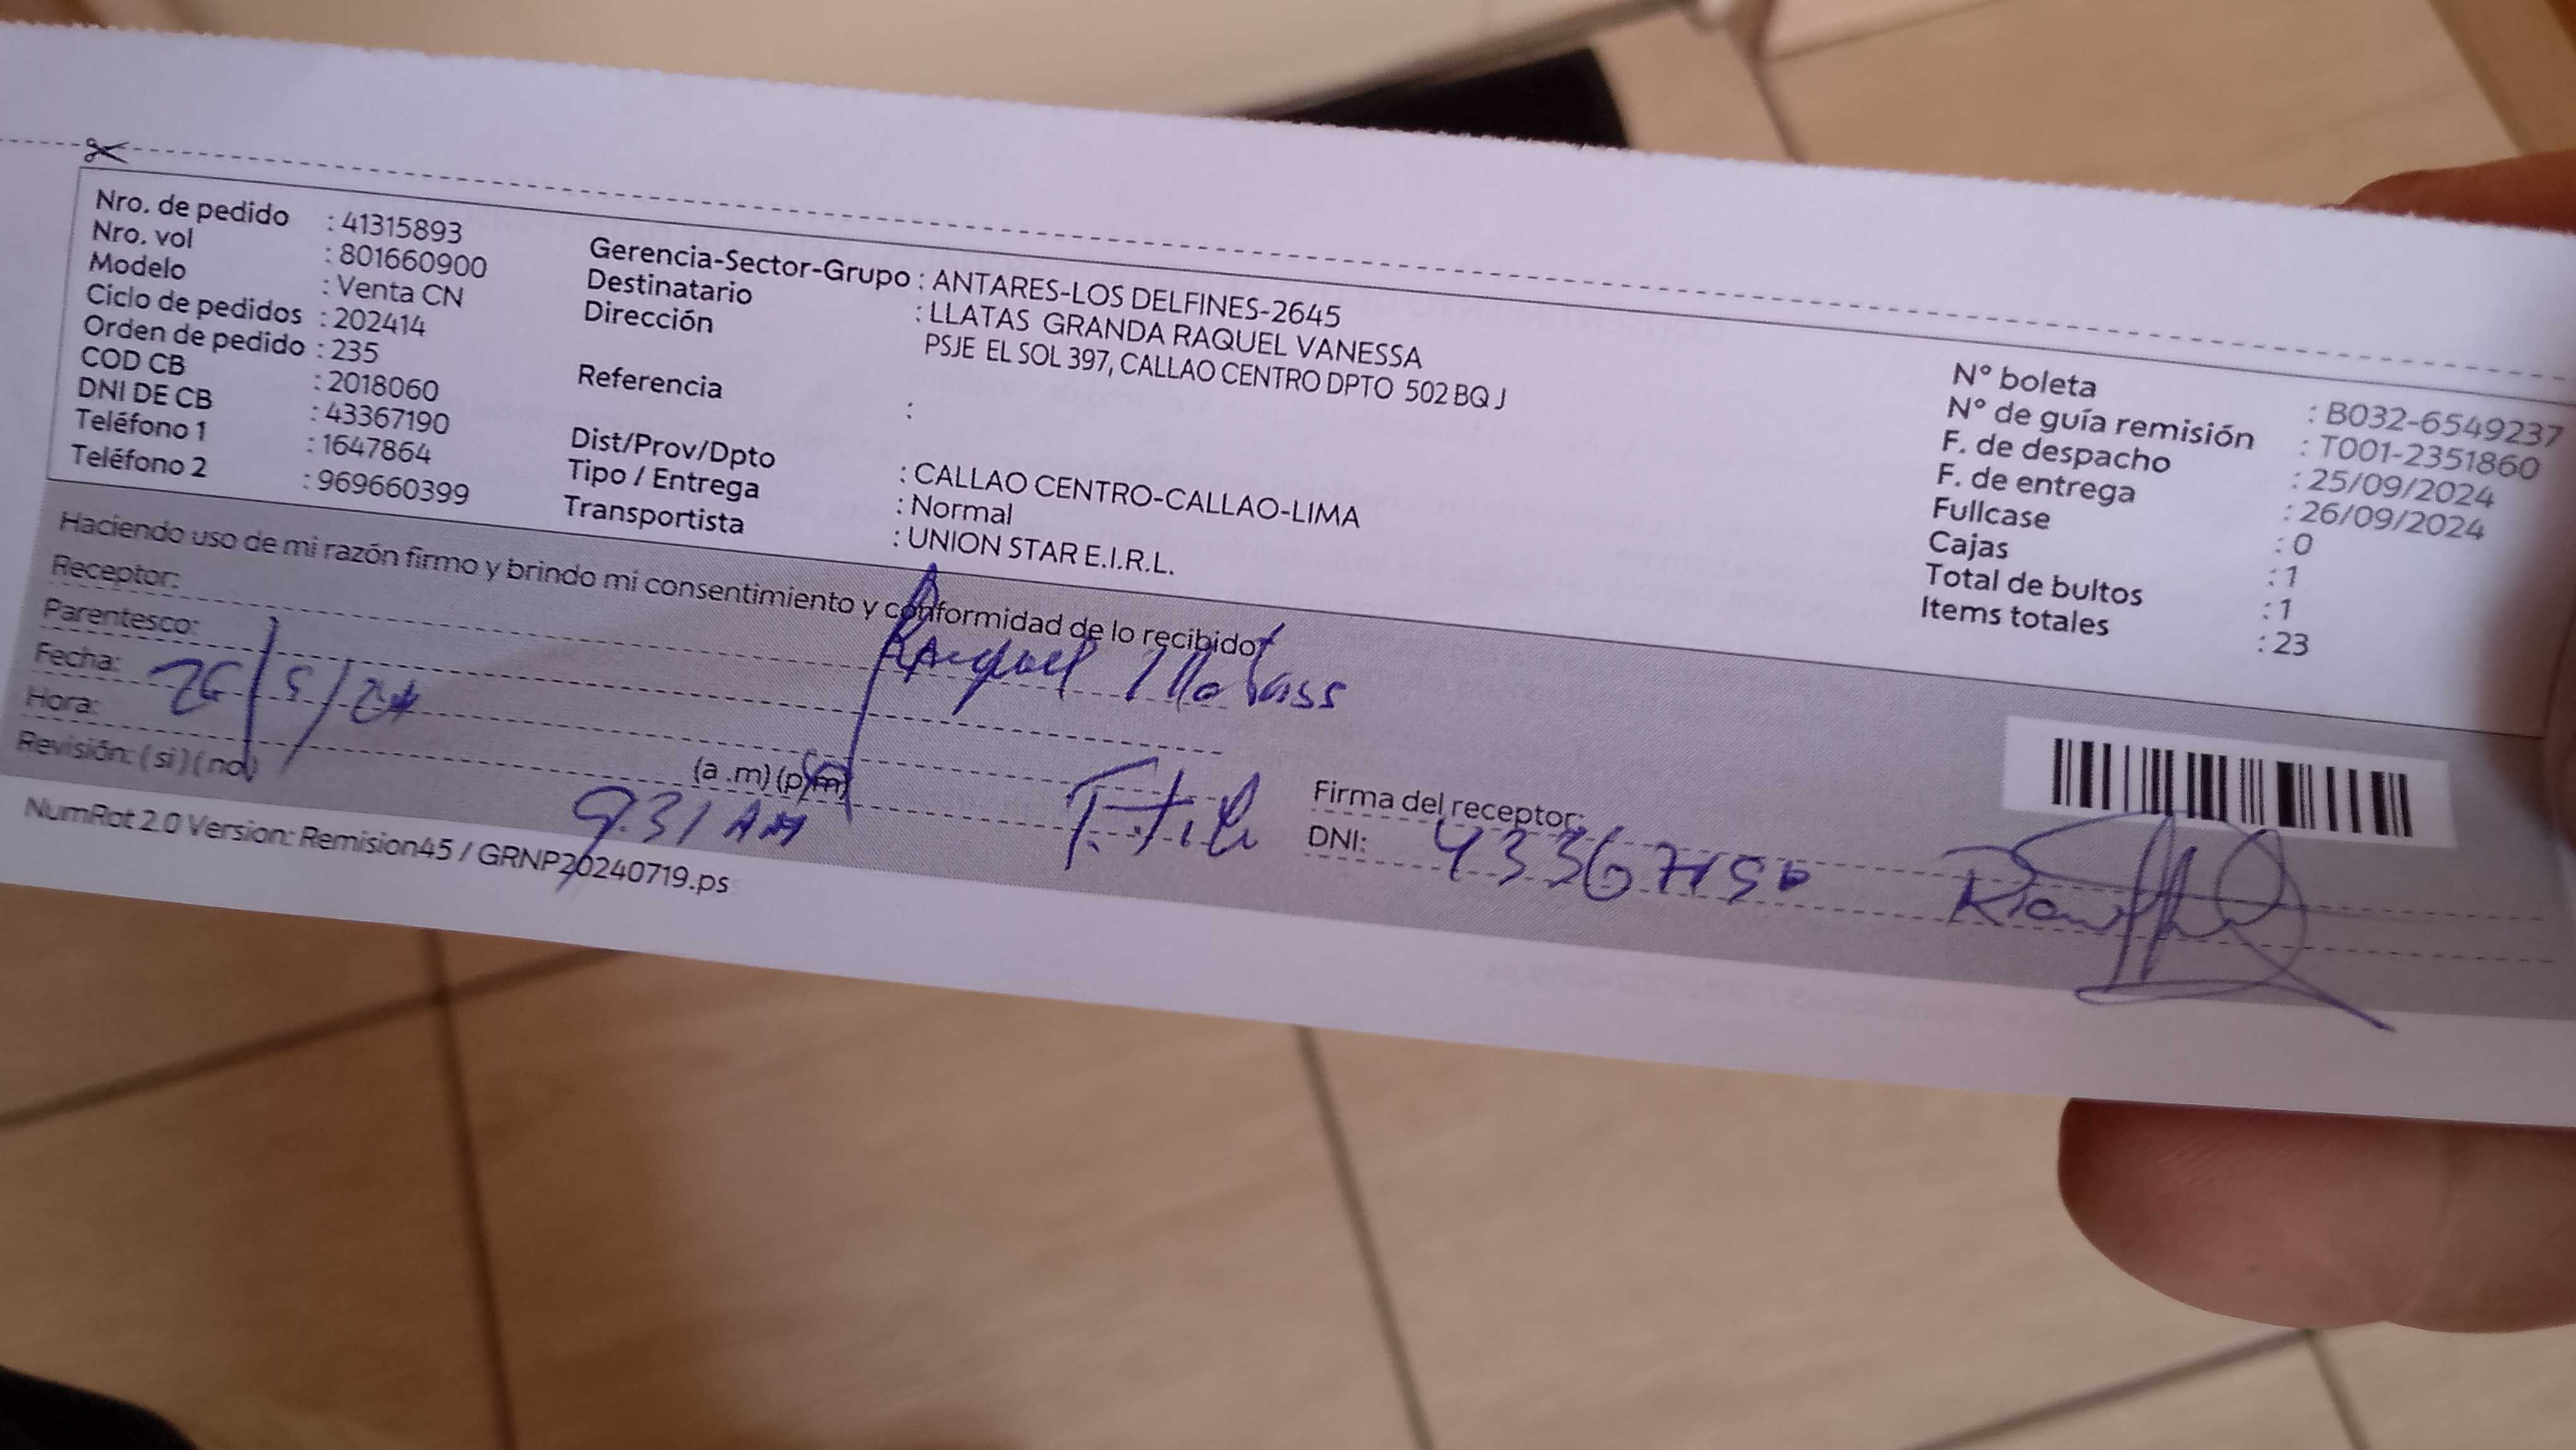 Nro. de pedido : 41315893
Nro. vol : 801660900
Modelo : Venta CN
Ciclo de pedidos : 202414
Orden de pedido : 235
COD CB : 2018060
DNI DE CB : 43367190
Teléfono 1 : 1647864
Teléfono 2 : 969660399
Gerencia-Sector-Grupo : ANTARES-LOS DELFINES-2645
Destinatario : LLATAS GRANDA RAQUEL VANESSA
Dirección PSJE EL SOL 397, CALLAO CENTRO DPTO 502 BQ J
Referencia :
Dist/Prov/Dpto : CALLAO CENTRO-CALLAO-LIMA
Tipo / Entrega : Normal
Transportista : UNION STAR E.I.R.L.
N° boleta : B032-6549237
N° de guía remisión : T001-2351860
F. de despacho : 25/09/2024
F. de entrega : 26/09/2024
Fullcase : 0
Cajas : 1
Total de bultos : 1
Items totales : 23
Haciendo uso de mi razón firmo y brindo mi consentimiento y conformidad de lo recibido
Receptor: Raquel
Parentesco:
Fecha:
Hora: (a .m) (p.m) 9:31 AM
Revisión: ( si ) ( no )
Firma del receptor:
DNI: 43367190
NumRot 2.0 Version: Remision45 / GRNP20240719.ps